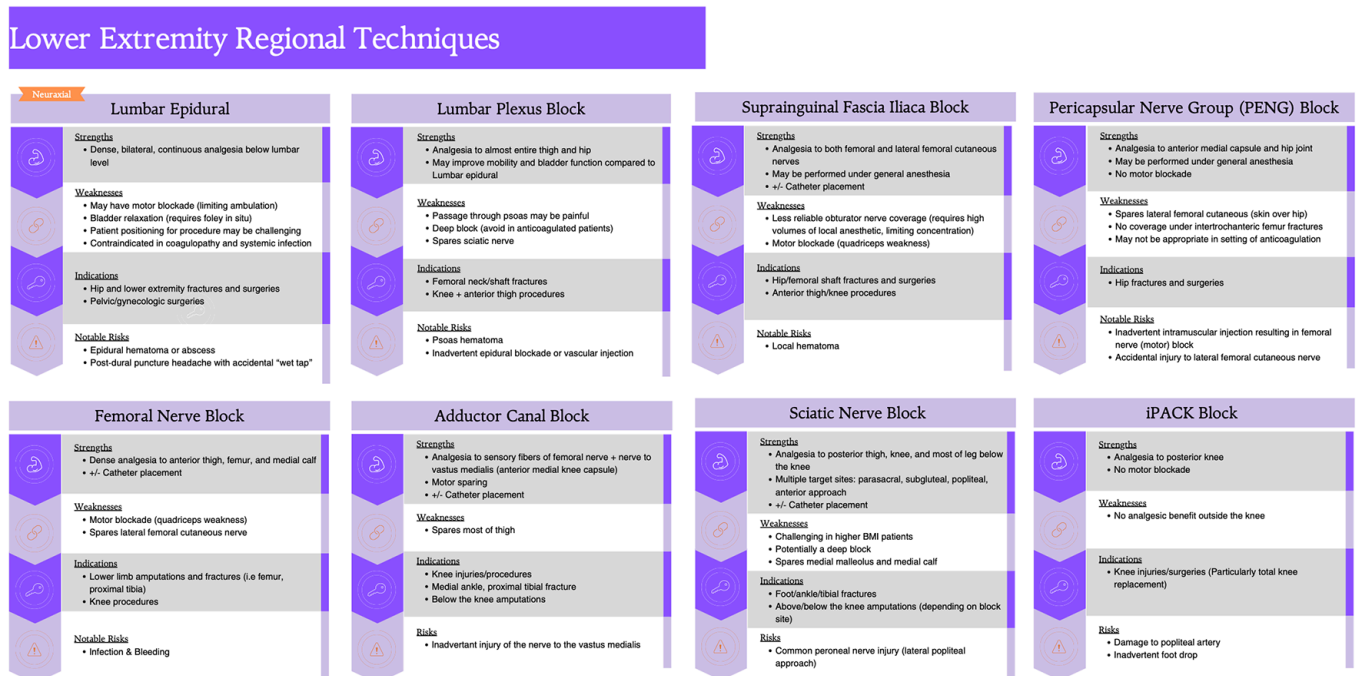 Lower Extremity Regional Techniques
Neuraxial
Lumbar Epidural
Strengths
• Dense, bilateral, continuous analgesia below lumbar
level
Weaknesses
• May have motor blockade (limiting ambulation)
• Bladder relaxation (requires foley in situ)
• Patient positioning for procedure may be challenging
• Contraindicated in coagulopathy and systemic infection
Indications
• Hip and lower extremity fractures and surgeries
• Pelvic/gynecologic surgeries
Notable Risks
• Epidural hematoma or abscess
• Post-dural puncture headache with accidental “wet tap”
Lumbar Plexus Block
Strengths
• Analgesia to almost entire thigh and hip
• May improve mobility and bladder function compared to
Lumbar epidural
Weaknesses
• Passage through psoas may be painful
• Deep block (avoid in anticoagulated patients)
• Spares sciatic nerve
Indications
• Femoral neck/shaft fractures
• Knee + anterior thigh procedures
Notable Risks
• Psoas hematoma
• Inadvertent epidural blockade or vascular injection
Suprainguinal Fascia Iliaca Block
Strengths
• Analgesia to both femoral and lateral femoral cutaneous
nerves
• May be performed under general anesthesia
• +/- Catheter placement
Weaknesses
• Less reliable obturator nerve coverage (requires high
volumes of local anesthetic, limiting concentration)
• Motor blockade (quadriceps weakness)
Indications
• Hip/femoral shaft fractures and surgeries
• Anterior thigh/knee procedures
Notable Risks
• Local hematoma
Pericapsular Nerve Group (PENG) Block
Strengths
• Analgesia to anterior medial capsule and hip joint
• May be performed under general anesthesia
• No motor blockade
Weaknesses
• Spares lateral femoral cutaneous (skin over hip)
• No coverage under intertrochanteric femur fractures
• May not be appropriate in setting of anticoagulation
Indications
• Hip fractures and surgeries
Notable Risks
• Inadvertent intramuscular injection resulting in femoral
nerve (motor) block
• Accidental injury to lateral femoral cutaneous nerve
Femoral Nerve Block
Strengths
• Dense analgesia to anterior thigh, femur, and medial calf
• +/- Catheter placement
Weaknesses
• Motor blockade (quadriceps weakness)
• Spares lateral femoral cutaneous nerve
Indications
• Lower limb amputations and fractures (i.e femur,
proximal tibia)
• Knee procedures
Notable Risks
• Infection & Bleeding
Adductor Canal Block
Strengths
• Analgesia to sensory fibers of femoral nerve + nerve to
vastus medialis (anterior medial knee capsule)
• Motor sparing
• +/- Catheter placement
Weaknesses
• Spares most of thigh
Indications
• Knee injuries/procedures
• Medial ankle, proximal tibial fracture
• Below the knee amputations
Risks
• Inadvertant injury of the nerve to the vastus medialis
Sciatic Nerve Block
Strengths
• Analgesia to posterior thigh, knee, and most of leg below
the knee
• Multiple target sites: parasacral, subgluteal, popliteal,
anterior approach
• +/- Catheter placement
Weaknesses
• Challenging in higher BMI patients
• Potentially a deep block
• Spares medial malleolus and medial calf
Indications
• Foot/ankle/tibial fractures
• Above/below the knee amputations (depending on block
site)
Risks
• Common peroneal nerve injury (lateral popliteal
approach)
iPACK Block
Strengths
• Analgesia to posterior knee
• No motor blockade
Weaknesses
• No analgesic benefit outside the knee
Indications
• Knee injuries/surgeries (Particularly total knee
replacement)
Risks
• Damage to popliteal artery
• Inadvertent foot drop